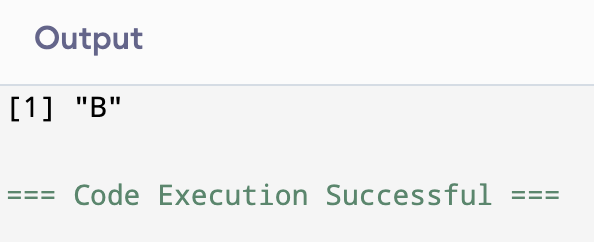 Output
[1] "B"
=== Code Execution Successful ===